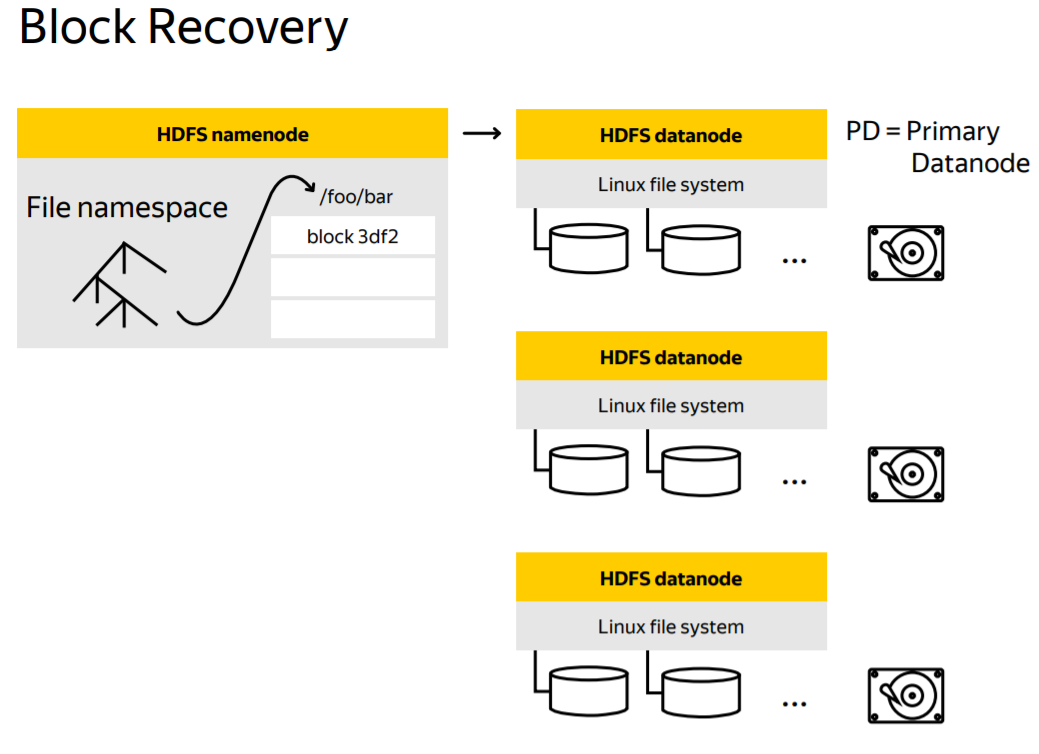 Block Recovery
HDFS namenode
File namespace
/foo/bar
block 3df2
HDFS datanode
Linux file system
...
PD = Primary
Datanode
HDFS datanode
Linux file system
...
HDFS datanode
Linux file system
...